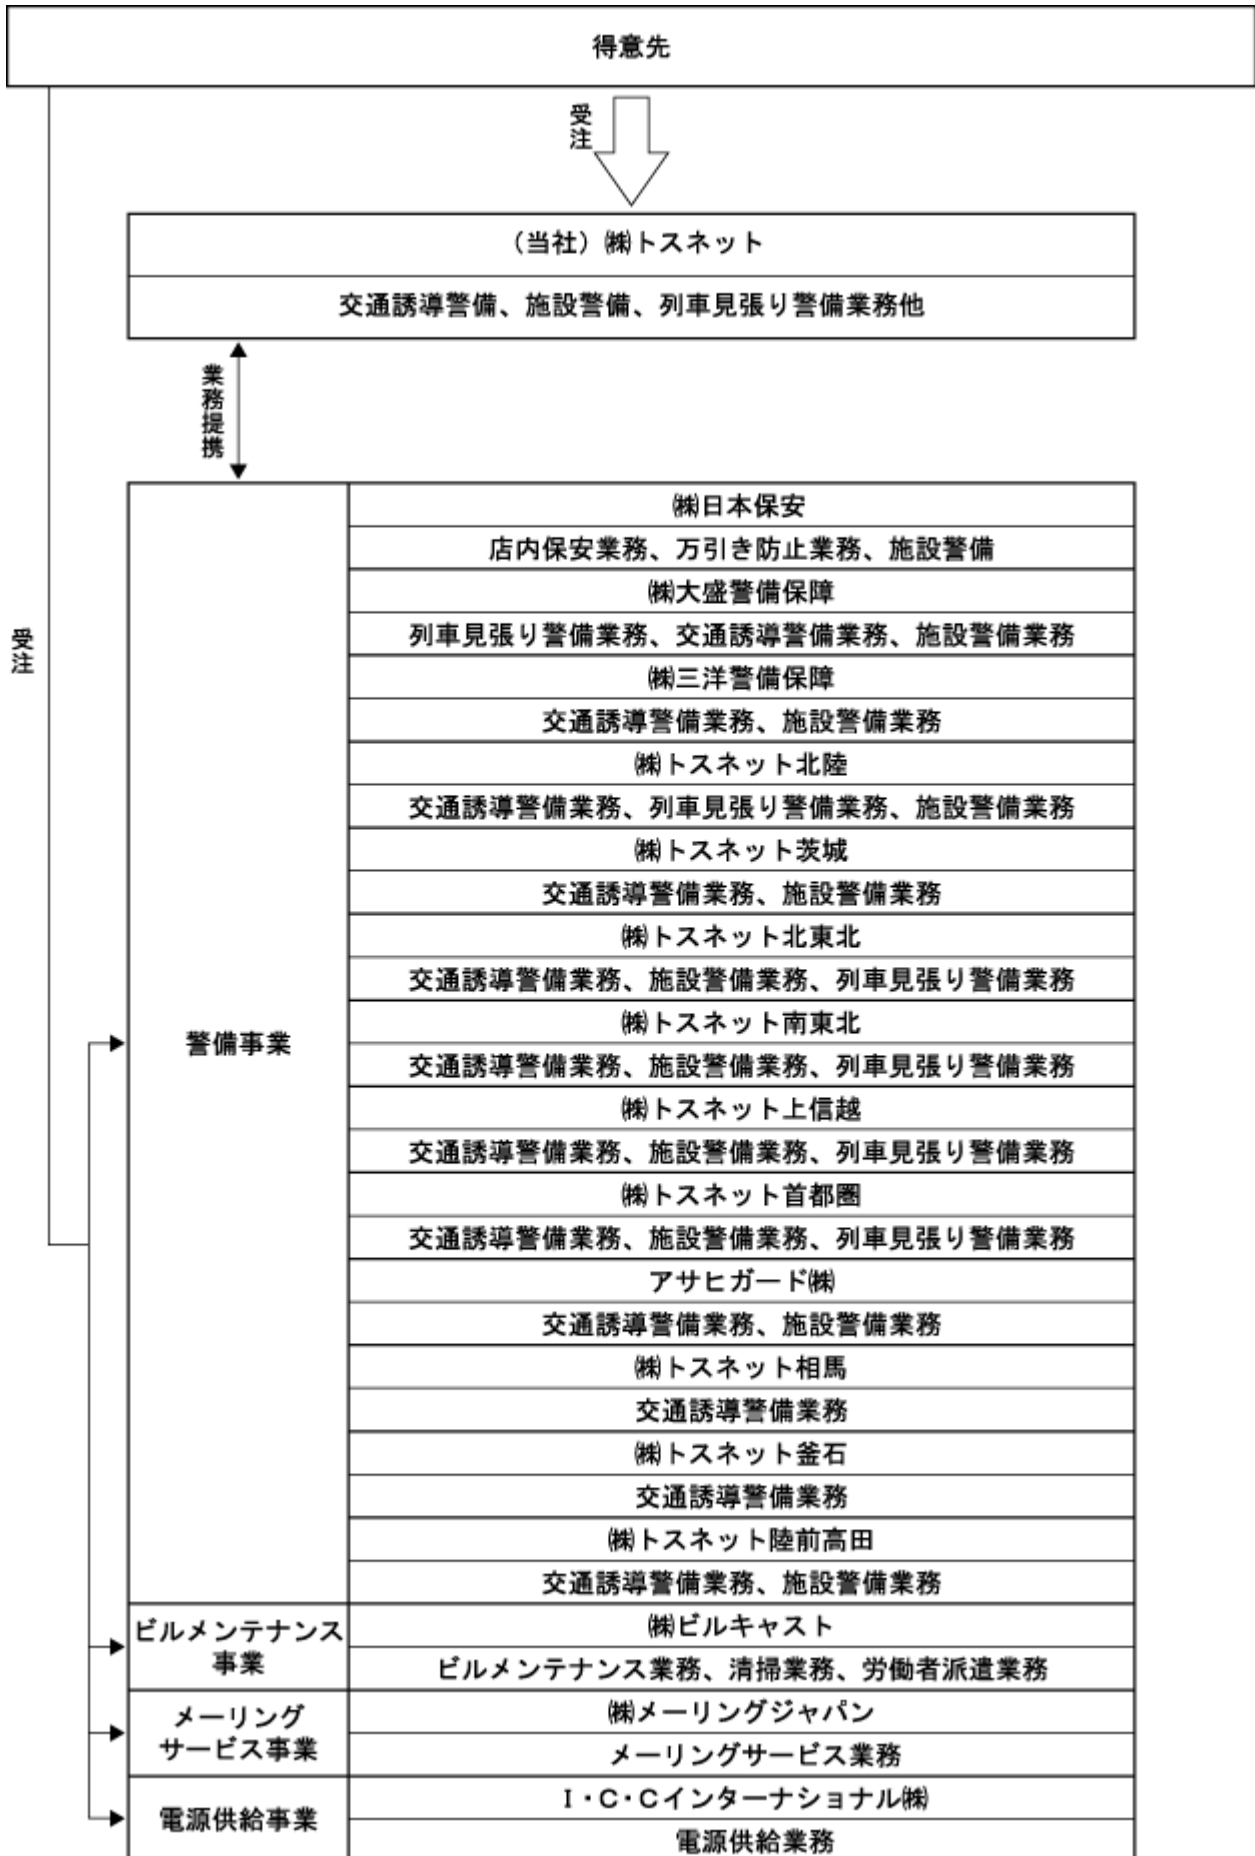 得意先
受注
（当社）㈱トスネット
交通誘導警備、施設警備、列車見張り警備業務他
業務提携
受注
警備事業
㈱日本保安
店内保安業務、万引き防止業務、施設警備
㈱大盛警備保障
列車見張り警備業務、交通誘導警備業務、施設警備業務
㈱三洋警備保障
交通誘導警備業務、施設警備業務
㈱トスネット北陸
交通誘導警備業務、列車見張り警備業務、施設警備業務
㈱トスネット茨城
交通誘導警備業務、施設警備業務
㈱トスネット北東北
交通誘導警備業務、施設警備業務、列車見張り警備業務
㈱トスネット南東北
交通誘導警備業務、施設警備業務、列車見張り警備業務
㈱トスネット上信越
交通誘導警備業務、施設警備業務、列車見張り警備業務
㈱トスネット首都圏
交通誘導警備業務、施設警備業務、列車見張り警備業務
アサヒガード㈱
交通誘導警備業務、施設警備業務
㈱トスネット相馬
交通誘導警備業務
㈱トスネット釜石
交通誘導警備業務
㈱トスネット陸前高田
交通誘導警備業務、施設警備業務
ビルメンテナンス
事業
㈱ビルキャスト
ビルメンテナンス業務、清掃業務、労働者派遣業務
メーリング
サービス事業
㈱メーリングジャパン
メーリングサービス業務
電源供給事業
Ｉ・Ｃ・Ｃインターナショナル㈱
電源供給業務